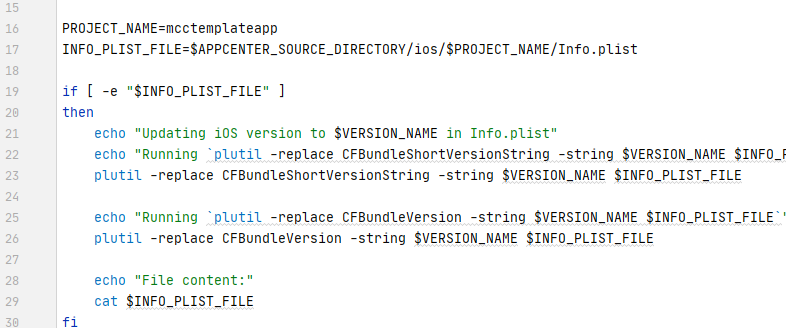 15
16 PROJECT_NAME=mcctemplateapp
17 INFO_PLIST_FILE=$APPCENTER_SOURCE_DIRECTORY/ios/$PROJECT_NAME/Info.plist
18
19 if [ -e "$INFO_PLIST_FILE" ]
20 then
21     echo "Updating iOS version to $VERSION_NAME in Info.plist"
22     echo "Running `plutil -replace CFBundleShortVersionString -string $VERSION_NAME $INFO_P
23     plutil -replace CFBundleShortVersionString -string $VERSION_NAME $INFO_PLIST_FILE
24
25     echo "Running `plutil -replace CFBundleVersion -string $VERSION_NAME $INFO_PLIST_FILE`"
26     plutil -replace CFBundleVersion -string $VERSION_NAME $INFO_PLIST_FILE
27
28     echo "File content:"
29     cat $INFO_PLIST_FILE
30 fi